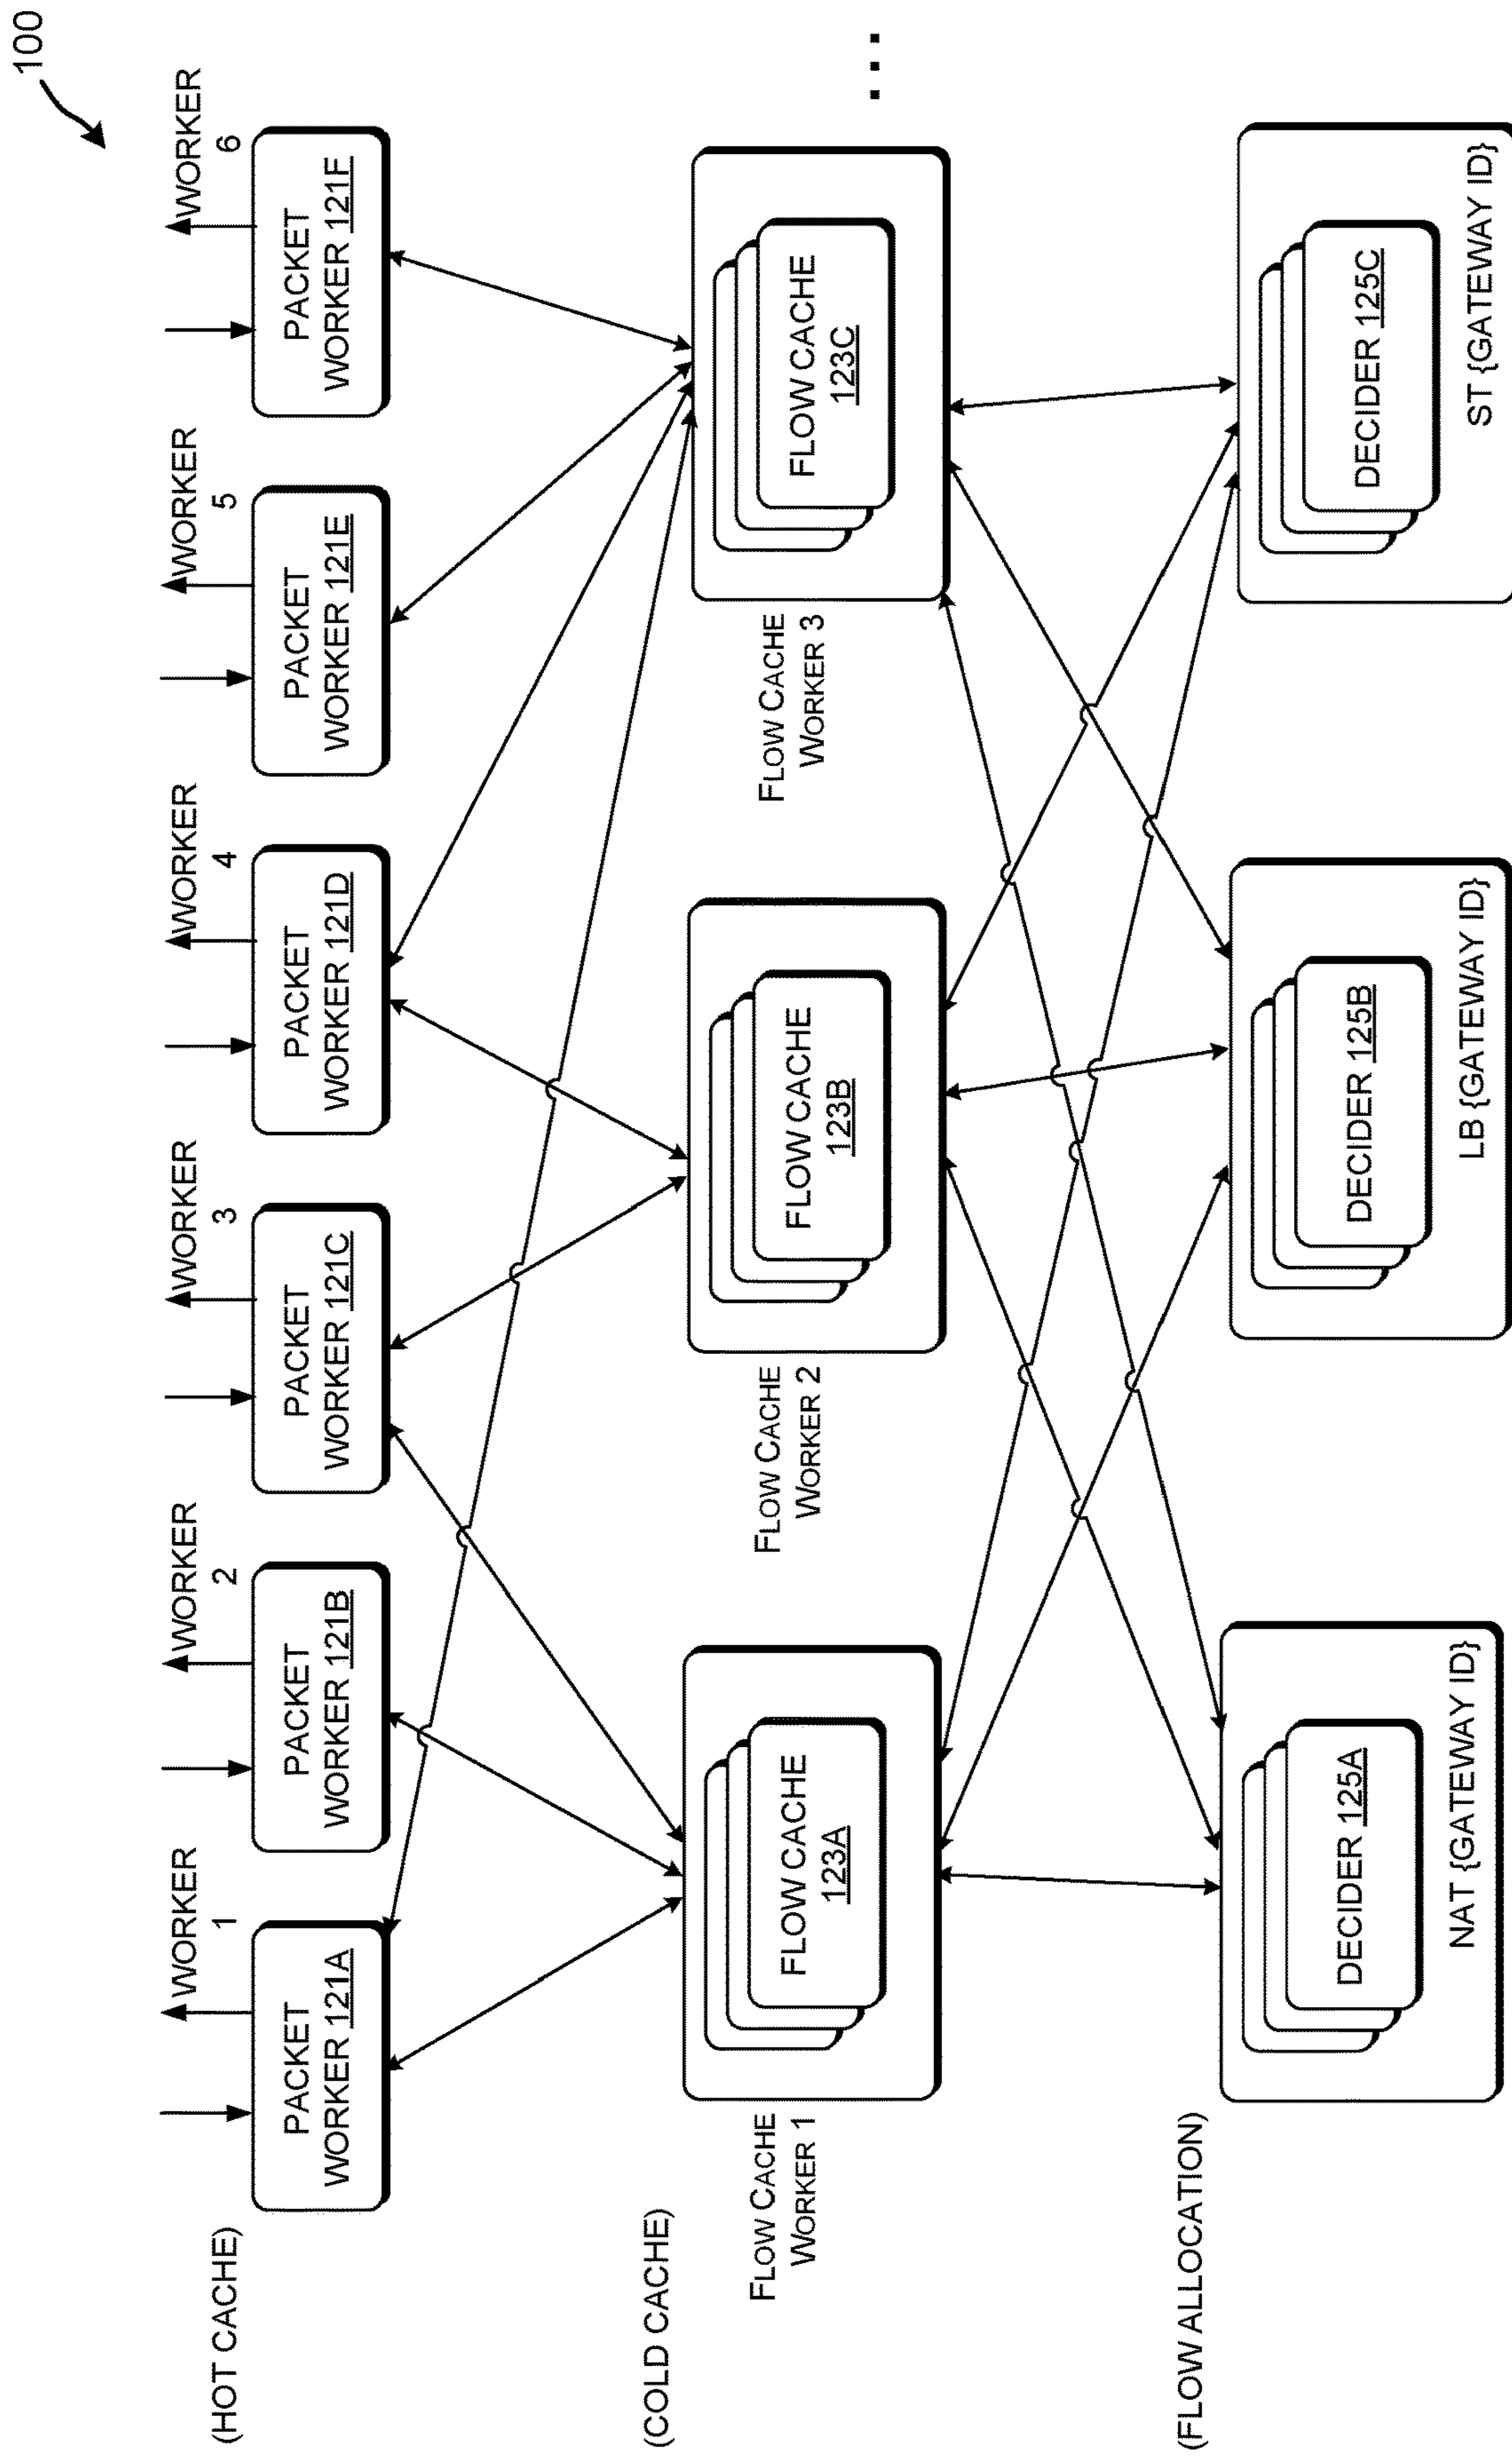 100
WORKER
1
WORKER
2
WORKER
3
WORKER
4
WORKER
5
WORKER
6
(HOT CACHE)
PACKET
WORKER 121A
PACKET
WORKER 121B
PACKET
WORKER 121C
PACKET
WORKER 121D
PACKET
WORKER 121E
PACKET
WORKER 121F
(COLD CACHE)
FLOW CACHE
WORKER 1
FLOW CACHE
123A
FLOW CACHE
WORKER 2
FLOW CACHE
123B
FLOW CACHE
WORKER 3
FLOW CACHE
123C
...
(FLOW ALLOCATION)
DECIDER 125A
NAT {GATEWAY ID}
DECIDER 125B
LB {GATEWAY ID}
DECIDER 125C
ST {GATEWAY ID}